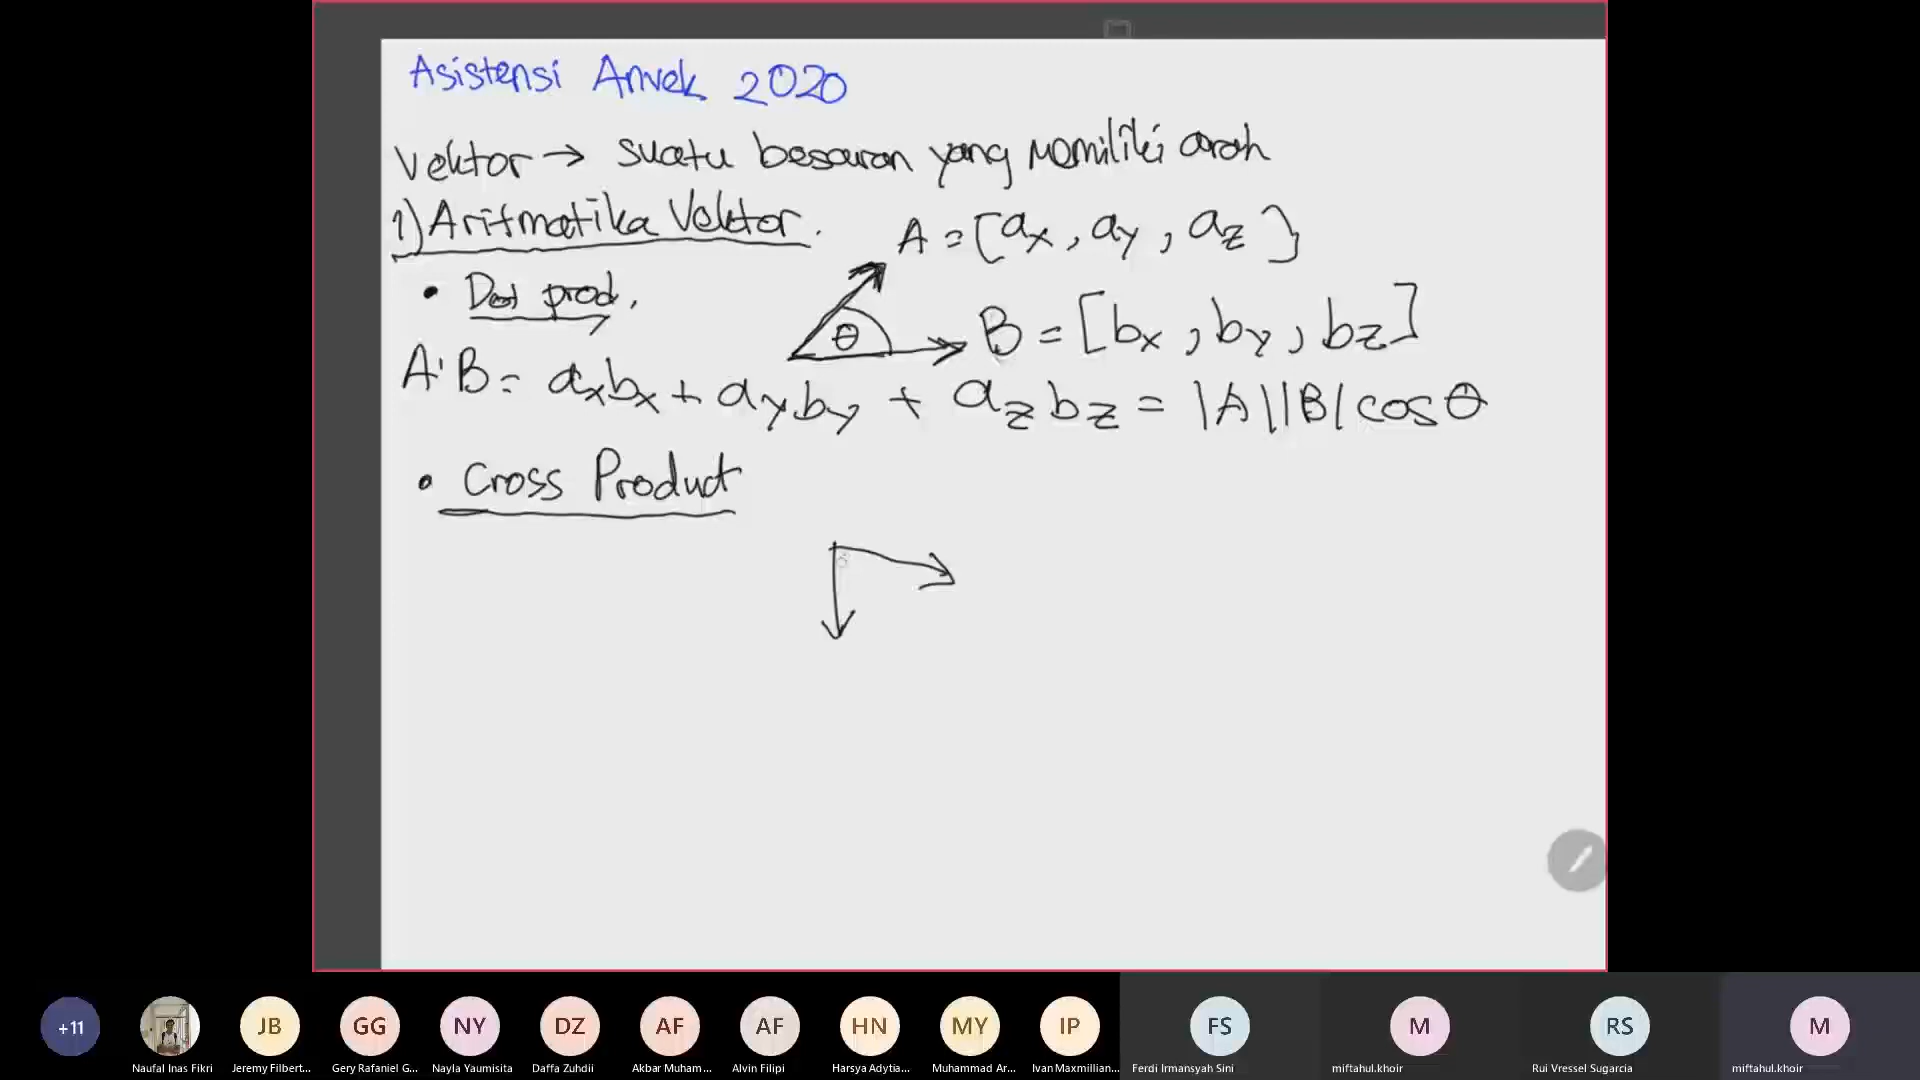 Asistensi Anvek 2020
Vektor → suatu besaran yang memiliki arah
1) Aritmatika Vektor.
A = [ax, ay, az]
• Dot prod.
θ
B = [bx, by, bz]
A·B = axbx + ayby + azbz = |A||B| cos θ
• Cross Product
+11
JB
GG
NY
DZ
AF
AF
HN
MY
IP
FS
M
RS
M
Naufal Inas Fikri
Jeremy Filbert...
Gery Rafaniel G...
Nayla Yaumisita
Daffa Zuhdii
Akbar Muham...
Alvin Filipi
Harsya Adytia...
Muhammad Ar...
Ivan Maxmillian...
Ferdi Irmansyah Sini
miftahul.khoir
Rui Vressel Sugarcia
miftahul.khoir